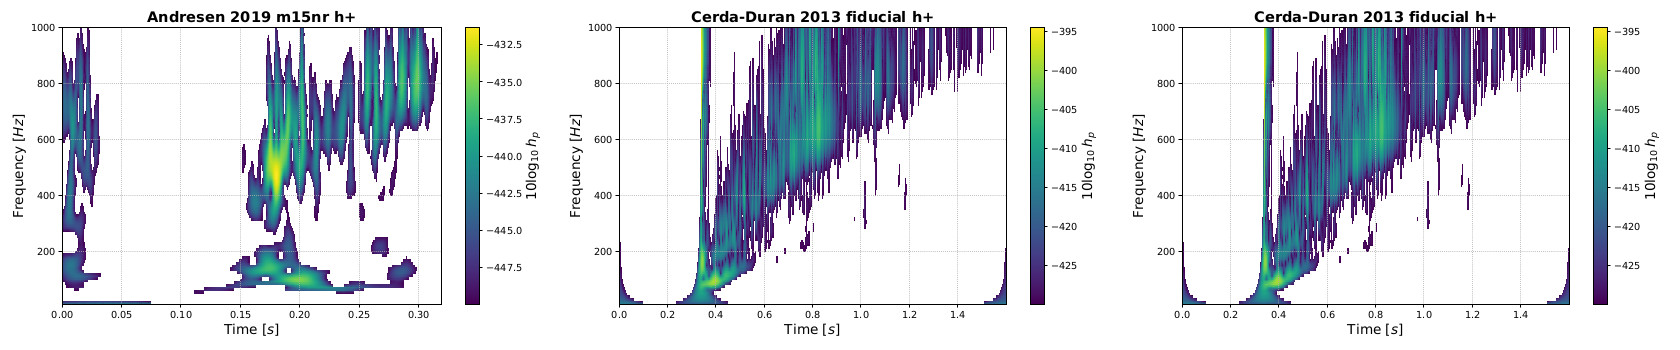 Andresen 2019 m15nr h+
1000
800
600
400
200
0.00 0.05 0.10 0.15 0.20 0.25 0.30
Time [s]
Frequency [Hz]
−432.5
−435.0
−437.5
−440.0
−442.5
−445.0
−447.5
10log₁₀ hₚ
Cerda-Duran 2013 fiducial h+
1000
800
600
400
200
0.0 0.2 0.4 0.6 0.8 1.0 1.2 1.4
Time [s]
Frequency [Hz]
−395
−400
−405
−410
−415
−420
−425
10log₁₀ hₚ
Cerda-Duran 2013 fiducial h+
1000
800
600
400
200
0.0 0.2 0.4 0.6 0.8 1.0 1.2 1.4
Time [s]
Frequency [Hz]
−395
−400
−405
−410
−415
−420
−425
10log₁₀ hₚ